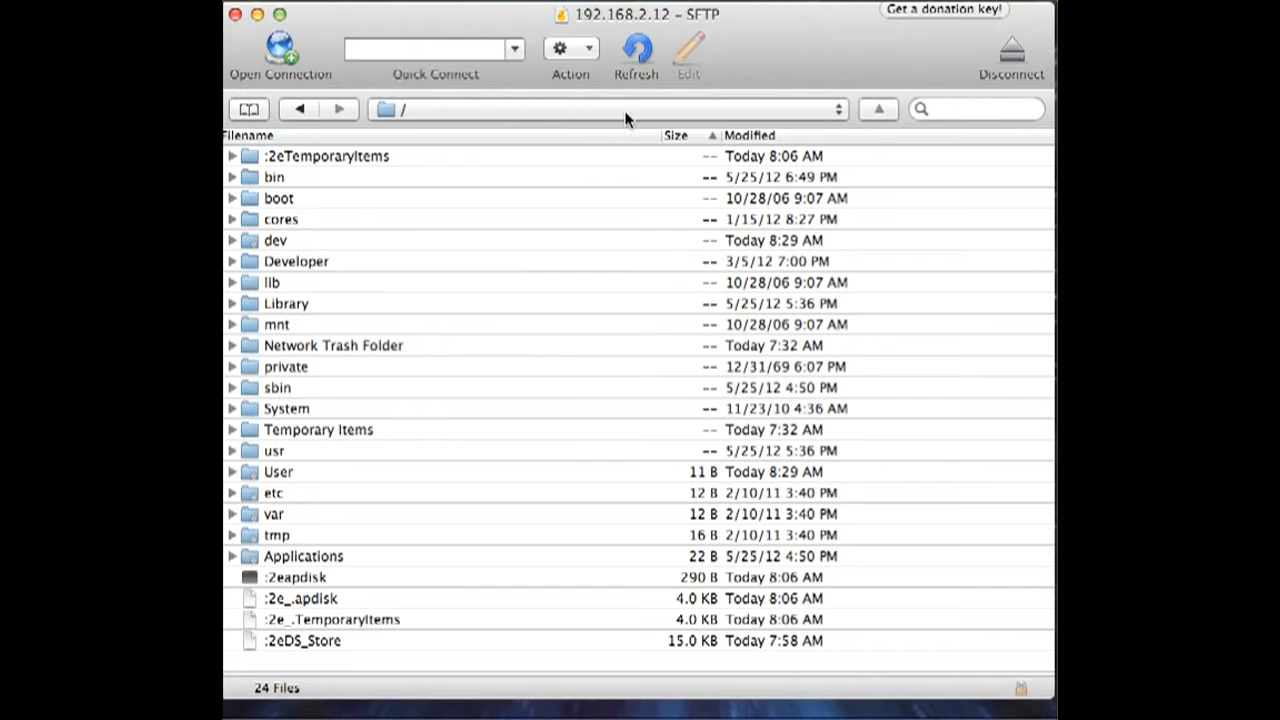 192.168.2.12 – SFTP
Get a donation key!
Open Connection Quick Connect Action Refresh Edit Disconnect
/
Filename Size Modified
:2eTemporaryItems -- Today 8:06 AM
bin -- 5/25/12 6:49 PM
boot -- 10/28/06 9:07 AM
cores -- 1/15/12 8:27 PM
dev -- Today 8:29 AM
Developer -- 3/5/12 7:00 PM
lib -- 10/28/06 9:07 AM
Library -- 5/25/12 5:36 PM
mnt -- 10/28/06 9:07 AM
Network Trash Folder -- Today 7:32 AM
private -- 12/31/69 6:07 PM
sbin -- 5/25/12 4:50 PM
System -- 11/23/10 4:36 AM
Temporary Items -- Today 7:32 AM
usr -- 5/25/12 5:36 PM
User 11 B Today 8:29 AM
etc 12 B 2/10/11 3:40 PM
var 12 B 2/10/11 3:40 PM
tmp 16 B 2/10/11 3:40 PM
Applications 22 B 5/25/12 4:50 PM
:2eapdisk 290 B Today 8:06 AM
:2e_.apdisk 4.0 KB Today 8:06 AM
:2e_.TemporaryItems 4.0 KB Today 8:06 AM
:2eDS_Store 15.0 KB Today 7:58 AM
24 Files